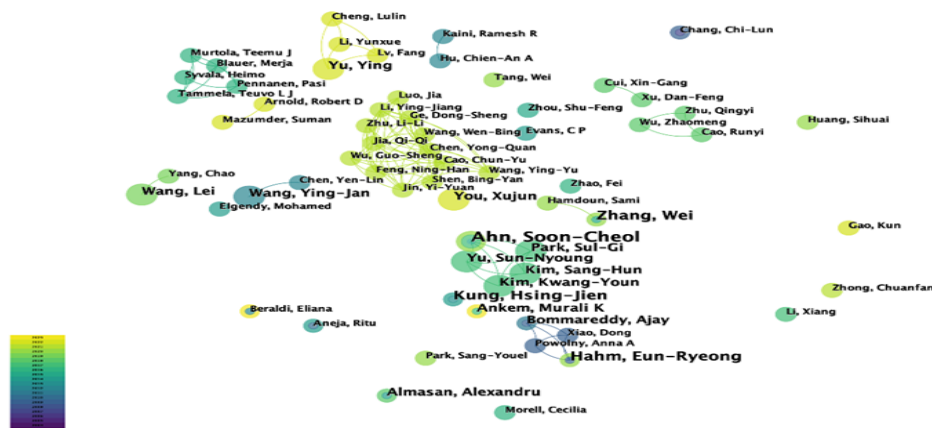 Cheng, Lulin
Li, Yunxue
Lv, Fang
Yu, Ying
Kaini, Ramesh R
Hu, Chien-An A
Chang, Chi-Lun
Murtola, Teemu J
Blauer, Merja
Syvala, Heimo
Pennanen, Pasi
Tammela, Teuvo L J
Arnold, Robert D
Mazumder, Suman
Tang, Wei
Cui, Xin-Gang
Xu, Dan-Feng
Zhu, Qingyi
Wu, Zhaomeng
Cao, Runyi
Huang, Sihuai
Luo, Jia
Li, Ying-Jiang
Ge, Dong-Sheng
Zhu, Li-Li
Wang, Wen-Bing
Jia, Qi-Qi
Chen, Yong-Quan
Wu, Guo-Sheng
Cao, Chun-Yu
Feng, Ning-Han
Wang, Ying-Yu
Shen, Bing-Yan
Jin, Yi-Yuan
Zhou, Shu-Feng
Evans, C P
Yang, Chao
Wang, Lei
Chen, Yen-Lin
Wang, Ying-Jan
Elgendy, Mohamed
You, Xujun
Zhao, Fei
Hamdoun, Sami
Zhang, Wei
Gao, Kun
Ahn, Soon-Cheol
Park, Sul-Gi
Yu, Sun-Nyoung
Kim, Sang-Hun
Kim, Kwang-Youn
Kung, Hsing-Jien
Ankem, Murali K
Zhong, Chuanfan
Li, Xiang
Beraldi, Eliana
Aneja, Ritu
Bommareddy, Ajay
Xiao, Dong
Powolny, Anna A
Park, Sang-Youel
Hahm, Eun-Ryeong
Almasan, Alexandru
Morell, Cecilia